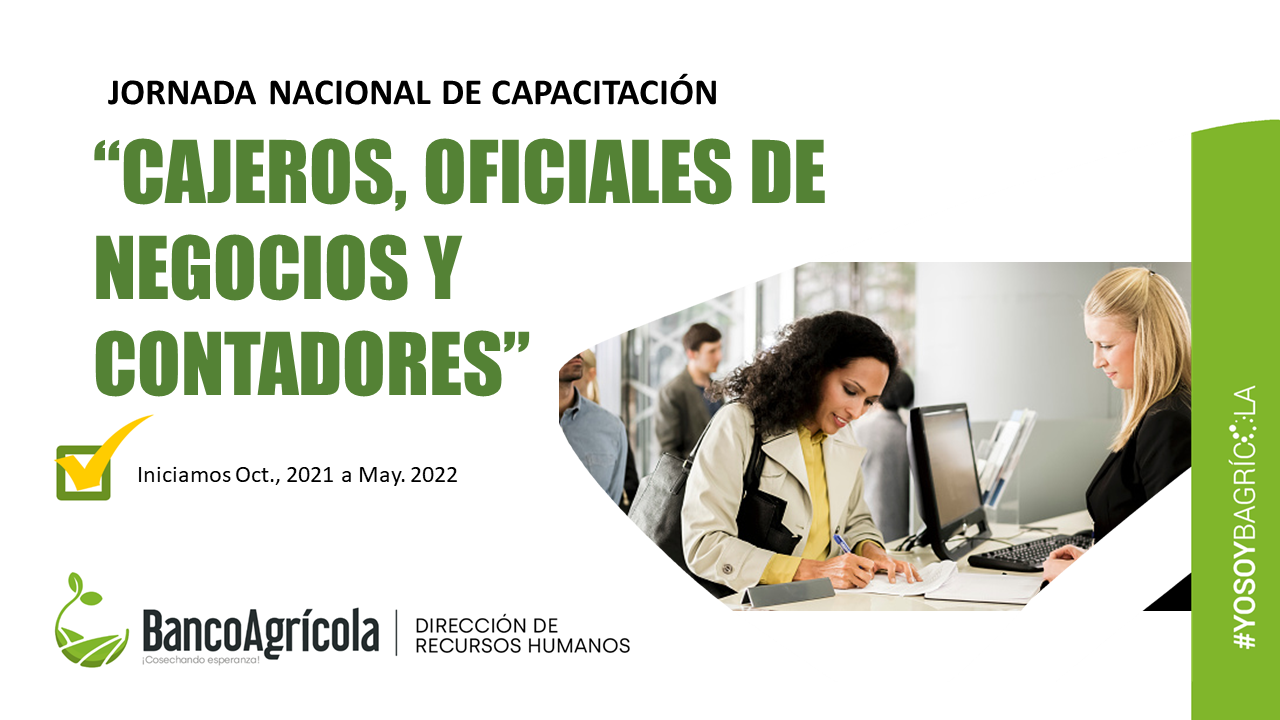 JORNADA NACIONAL DE CAPACITACIÓN
“CAJEROS, OFICIALES DE
NEGOCIOS Y
CONTADORES”
Iniciamos Oct., 2021 a May. 2022
BancoAgrícola
¡Cosechando esperanza!
DIRECCIÓN DE
RECURSOS HUMANOS
#YOSOYBAGRÍCOLA